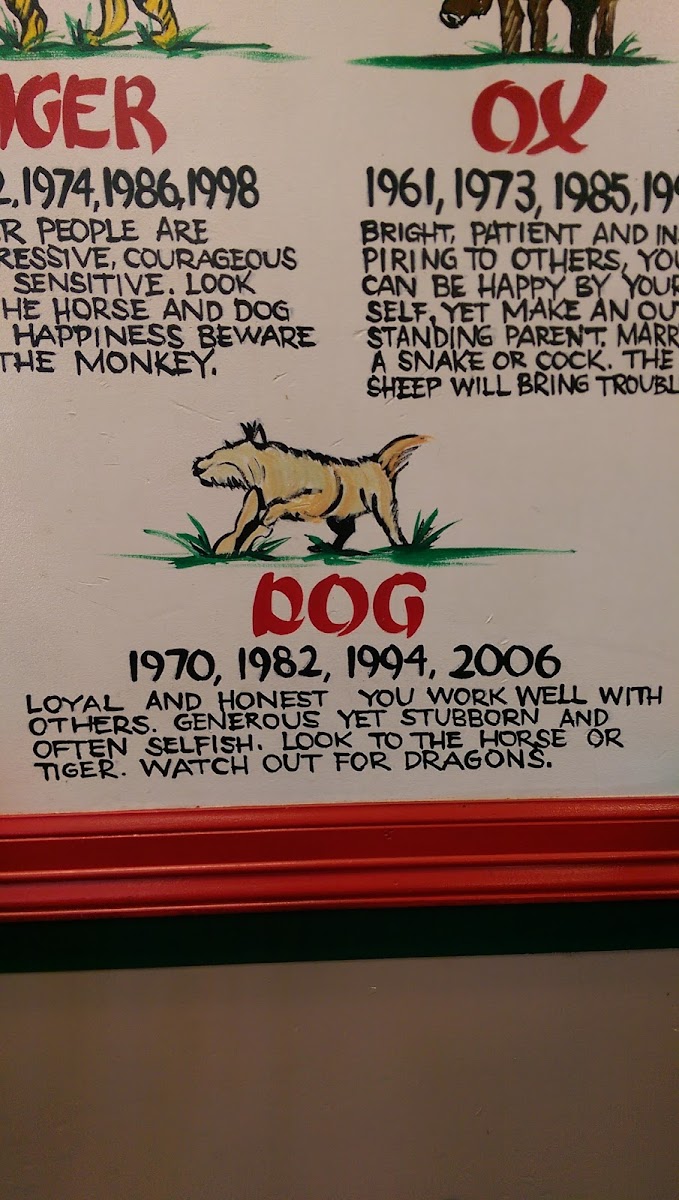 IGER
2,1974,1986,1998
R PEOPLE ARE
RESSIVE, COURAGEOUS
SENSITIVE. LOOK
HE HORSE AND DOG
HAPPINESS BEWARE
THE MONKEY.
OX
1961, 1973, 1985, 199
BRIGHT, PATIENT AND INS
PIRING TO OTHERS, YOU
CAN BE HAPPY BY YOUR
SELF, YET MAKE AN OUT
STANDING PARENT. MARR
A SNAKE OR COCK. THE
SHEEP WILL BRING TROUBL
DOG
1970, 1982, 1994, 2006
LOYAL AND HONEST YOU WORK WELL WITH
OTHERS. GENEROUS YET STUBBORN AND
OFTEN SELFISH. LOOK TO THE HORSE OR
TIGER. WATCH OUT FOR DRAGONS.